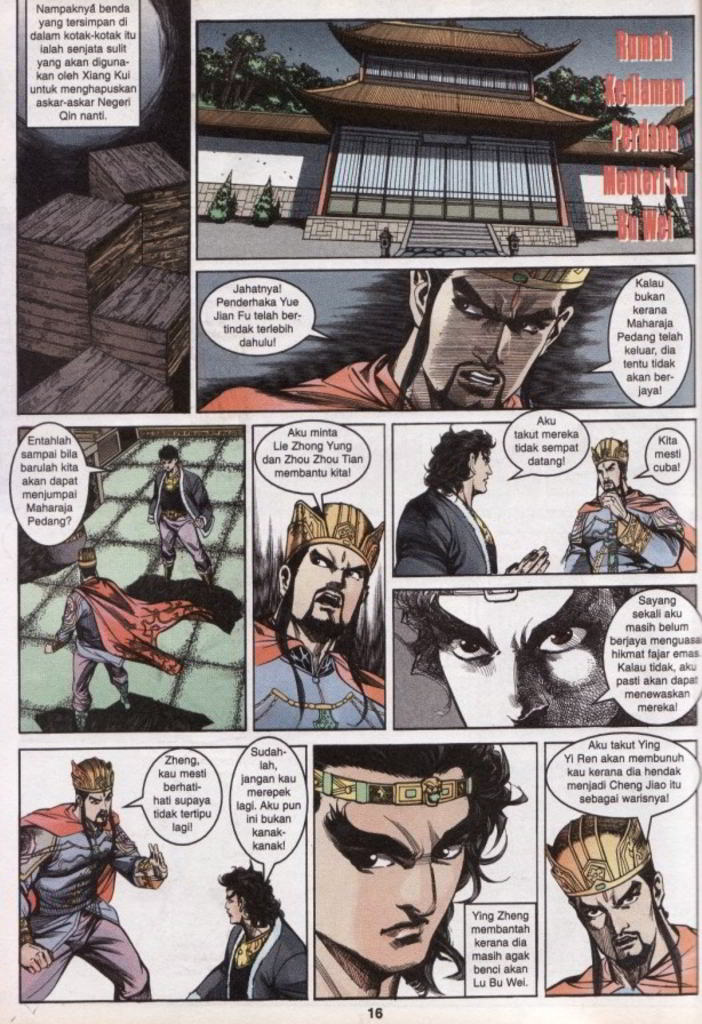 Nampaknya benda
yang tersimpan di
dalam kotak-kotak itu
ialah senjata sulit
yang akan diguna-
kan oleh Xiang Kui
untuk menghapuskan
askar-askar Negeri
Qin nanti.
Rumah
Kediaman
Perdana
Menteri Lu
Bu Wei
Jahatnya!
Penderhaka Yue
Jian Fu telah ber-
tindak terlebih
dahulu!
Kalau
bukan
kerana
Maharaja
Pedang telah
keluar, dia
tentu tidak
akan ber-
jaya!
Entahlah
sampai bila
barulah kita
akan dapat
menjumpai
Maharaja
Pedang?
Aku minta
Lie Zhong Yung
dan Zhou Zhou Tian
membantu kita!
Aku
takut mereka
tidak sempat
datang!
Kita
mesti
cuba!
Sayang
sekali aku
masih belum
berjaya menguasa
hikmat fajar emas.
Kalau tidak, aku
pasti akan dapat
menewaskan
mereka!
Zheng,
kau mesti
berhati-
hati supaya
tidak tertipu
lagi!
Sudah-
lah,
jangan kau
merepek
lagi. Aku pun
ini bukan
kanak-
kanak!
Ying Zheng
membantah
kerana dia
masih agak
benci akan
Lu Bu Wei.
Aku takut Ying
Yi Ren akan membunuh
kau kerana dia hendak
menjadi Cheng Jiao itu
sebagai warisnya!
16